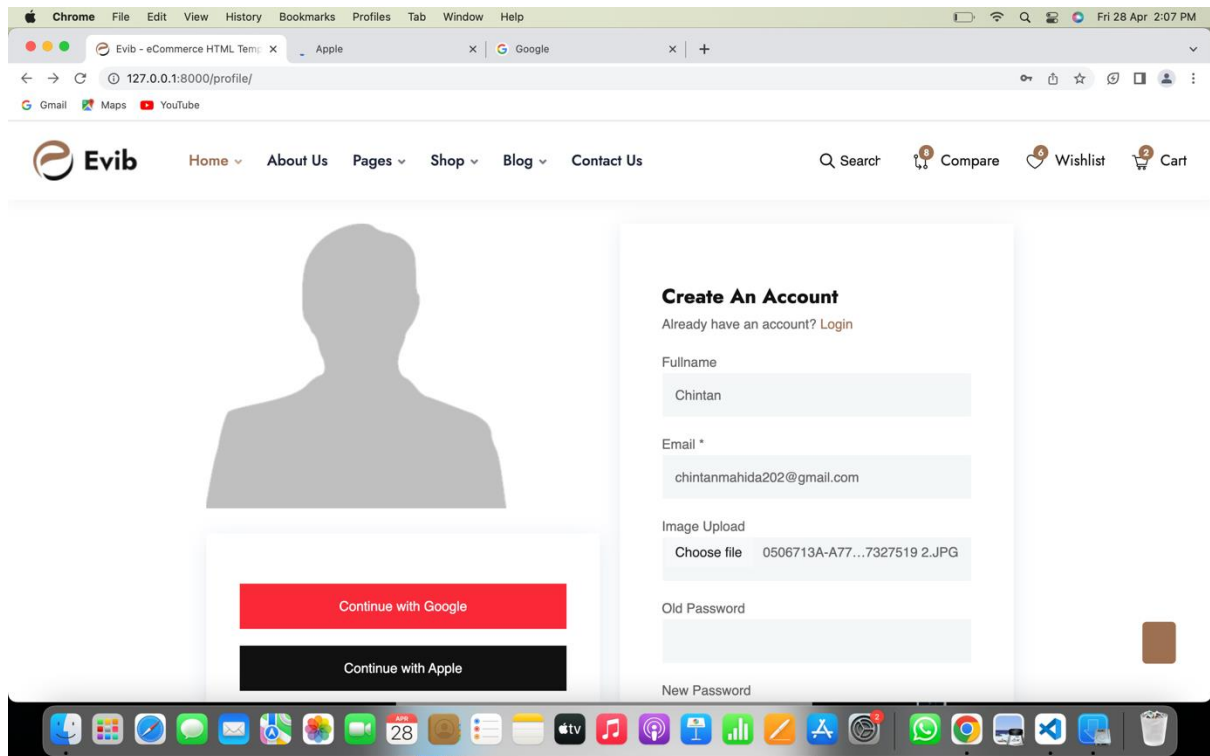 Chrome File Edit View History Bookmarks Profiles Tab Window Help Fri 28 Apr 2:07 PM
Evib - eCommerce HTML Temp Apple Google
127.0.0.1:8000/profile/
Gmail Maps YouTube
Evib Home About Us Pages Shop Blog Contact Us Search 8 Compare 6 Wishlist 2 Cart
Create An Account
Already have an account? Login
Fullname
Chintan
Email *
chintanmahida202@gmail.com
Image Upload
Choose file 0506713A-A77...7327519 2.JPG
Continue with Google
Old Password
Continue with Apple
New Password
APR
28
tv
2